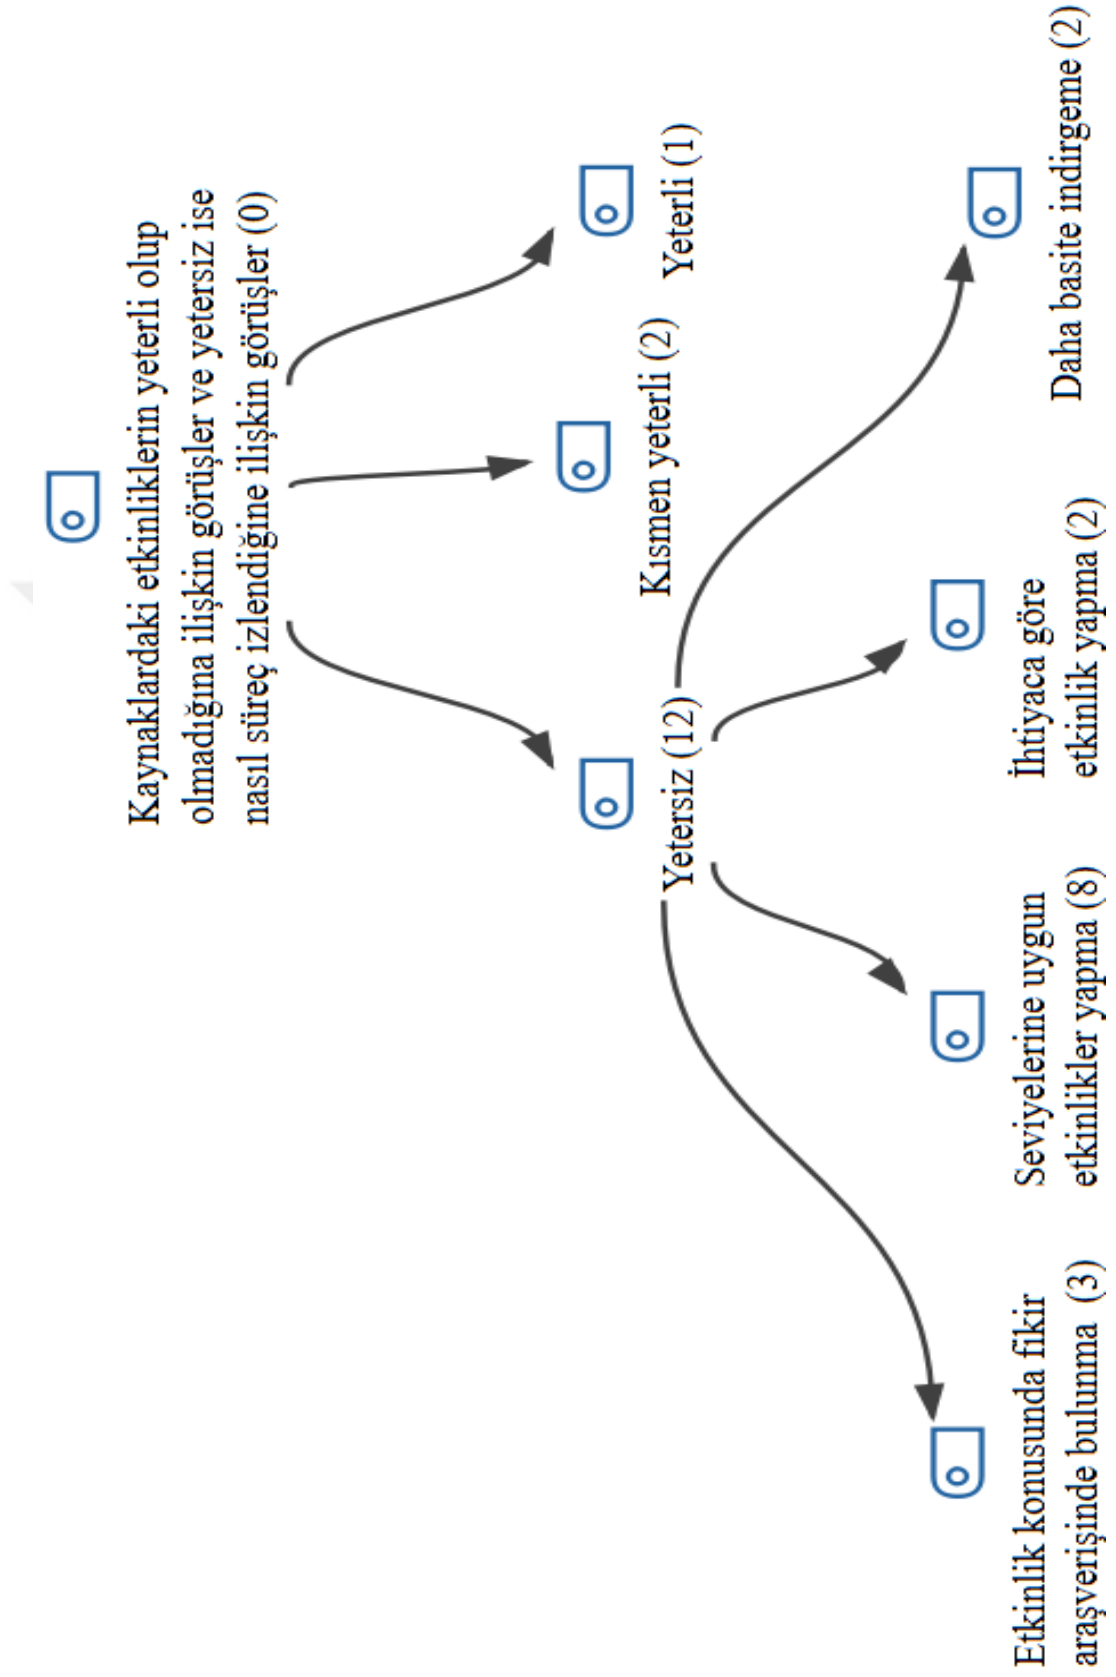 Kaynaklardaki etkinliklerin yeterli olup
olmadığına ilişkin görüşler ve yetersiz ise
nasıl süreç izlendiğine ilişkin görüşler (0)
Yetersiz (12)
Kısmen yeterli (2)
Yeterli (1)
Etkinlik konusunda fikir
araşverişinde bulunma (3)
Seviyelerine uygun
etkinlikler yapma (8)
İhtiyaca göre
etkinlik yapma (2)
Daha basite indirgeme (2)